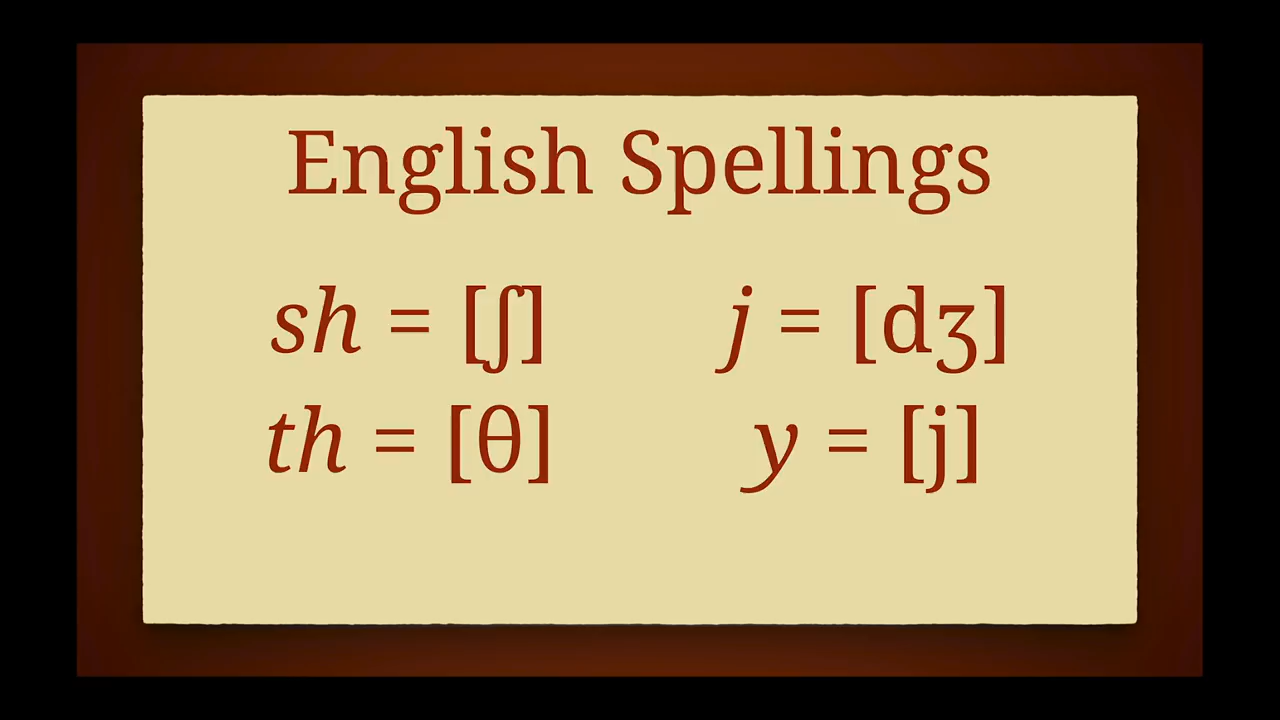 English Spellings
sh = [ʃ] j = [dʒ]
th = [θ] y = [j]